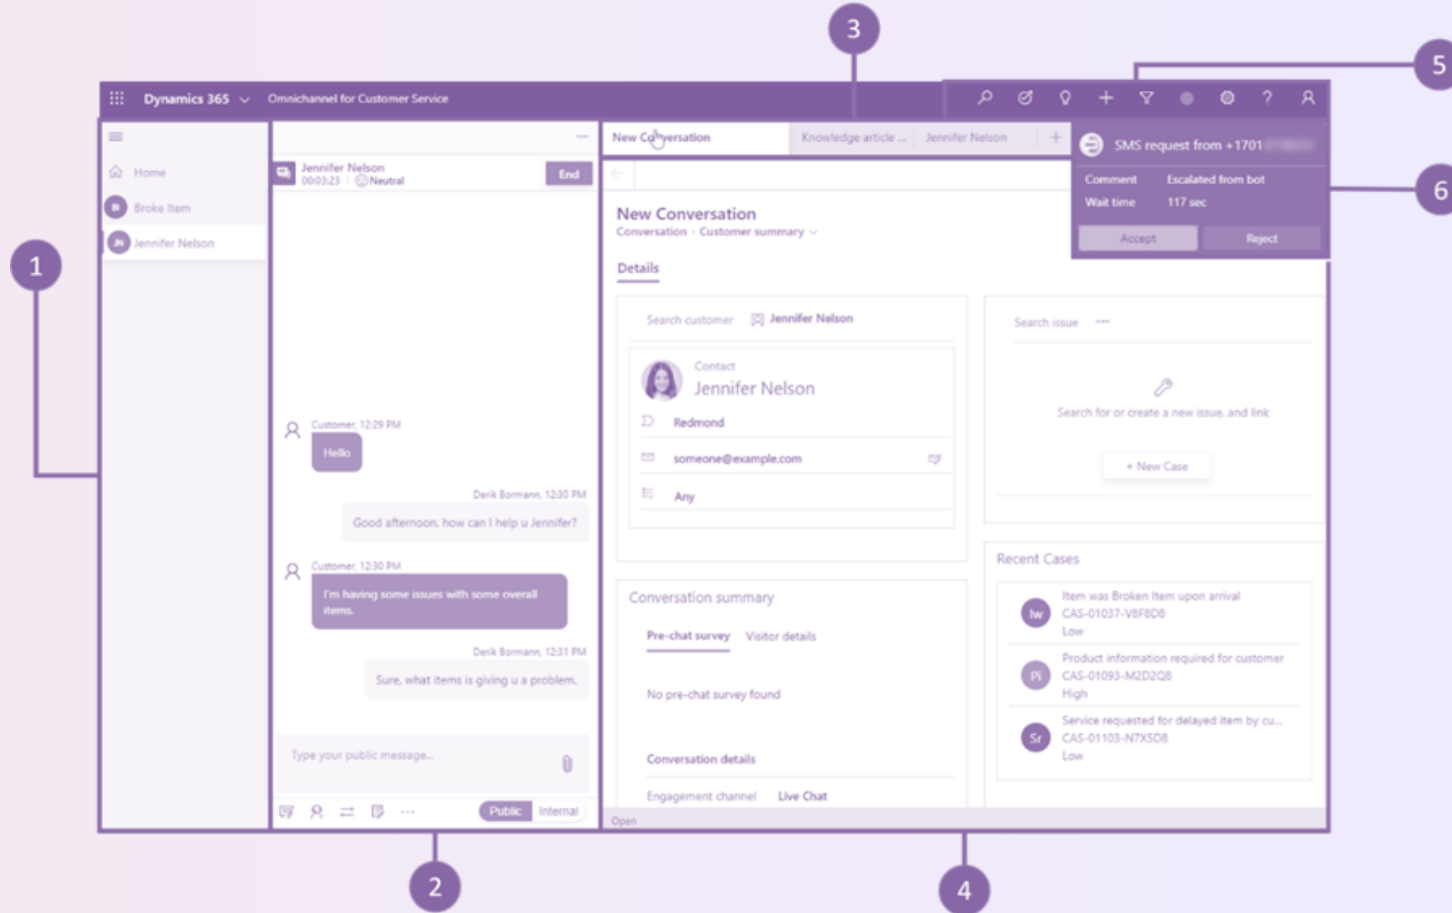 3
5
Dynamics 365
Omnichannel for Customer Service
?
Home
BI Broke Item
JN Jennifer Nelson
1
Jennifer Nelson
00:03:23 | Neutral
End
Customer, 12:29 PM
Hello
Derik Bormann, 12:30 PM
Good afternoon, how can I help u Jennifer?
Customer, 12:30 PM
I'm having some issues with some overall
items.
Derik Bormann, 12:31 PM
Sure, what items is giving u a problem.
Type your public message...
Public Internal
2
New Conversation
Knowledge article ...
Jennifer Nelson
+
SMS request from +1701
Comment Escalated from bot
Wait time 117 sec
Accept Reject
6
New Conversation
Conversation · Customer summary
Details
Search customer Jennifer Nelson
Contact
Jennifer Nelson
Redmond
someone@example.com
Any
Conversation summary
Pre-chat survey Visitor details
No pre-chat survey found
Conversation details
Engagement channel Live Chat
Open
Search issue ---
Search for or create a new issue, and link
+ New Case
Recent Cases
Iw Item was Broken Item upon arrival
CAS-01037-V8F8D8
Low
Pi Product information required for customer
CAS-01093-M2D2Q8
High
Sr Service requested for delayed item by cu...
CAS-01103-N7X5D8
Low
4